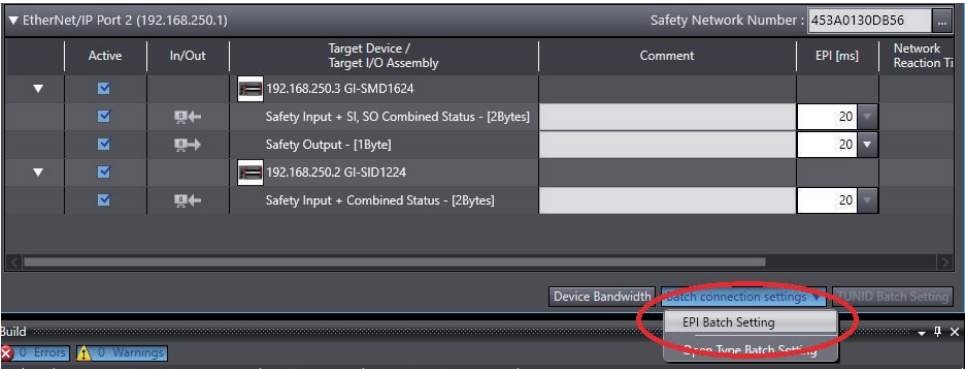 EtherNet/IP Port 2 (192.168.250.1) Safety Network Number : 453A0130DB56 ...
Active In/Out Target Device / Target I/O Assembly Comment EPI [ms] Network Reaction Ti
192.168.250.3 GI-SMD1624
Safety Input + SI, SO Combined Status - [2Bytes] 20
Safety Output - [1Byte] 20
192.168.250.2 GI-SID1224
Safety Input + Combined Status - [2Bytes] 20
Device Bandwidth Batch connection settings TUNID Batch Setting
EPI Batch Setting
Build
Open Type Batch Setting
0 Errors 0 Warnings